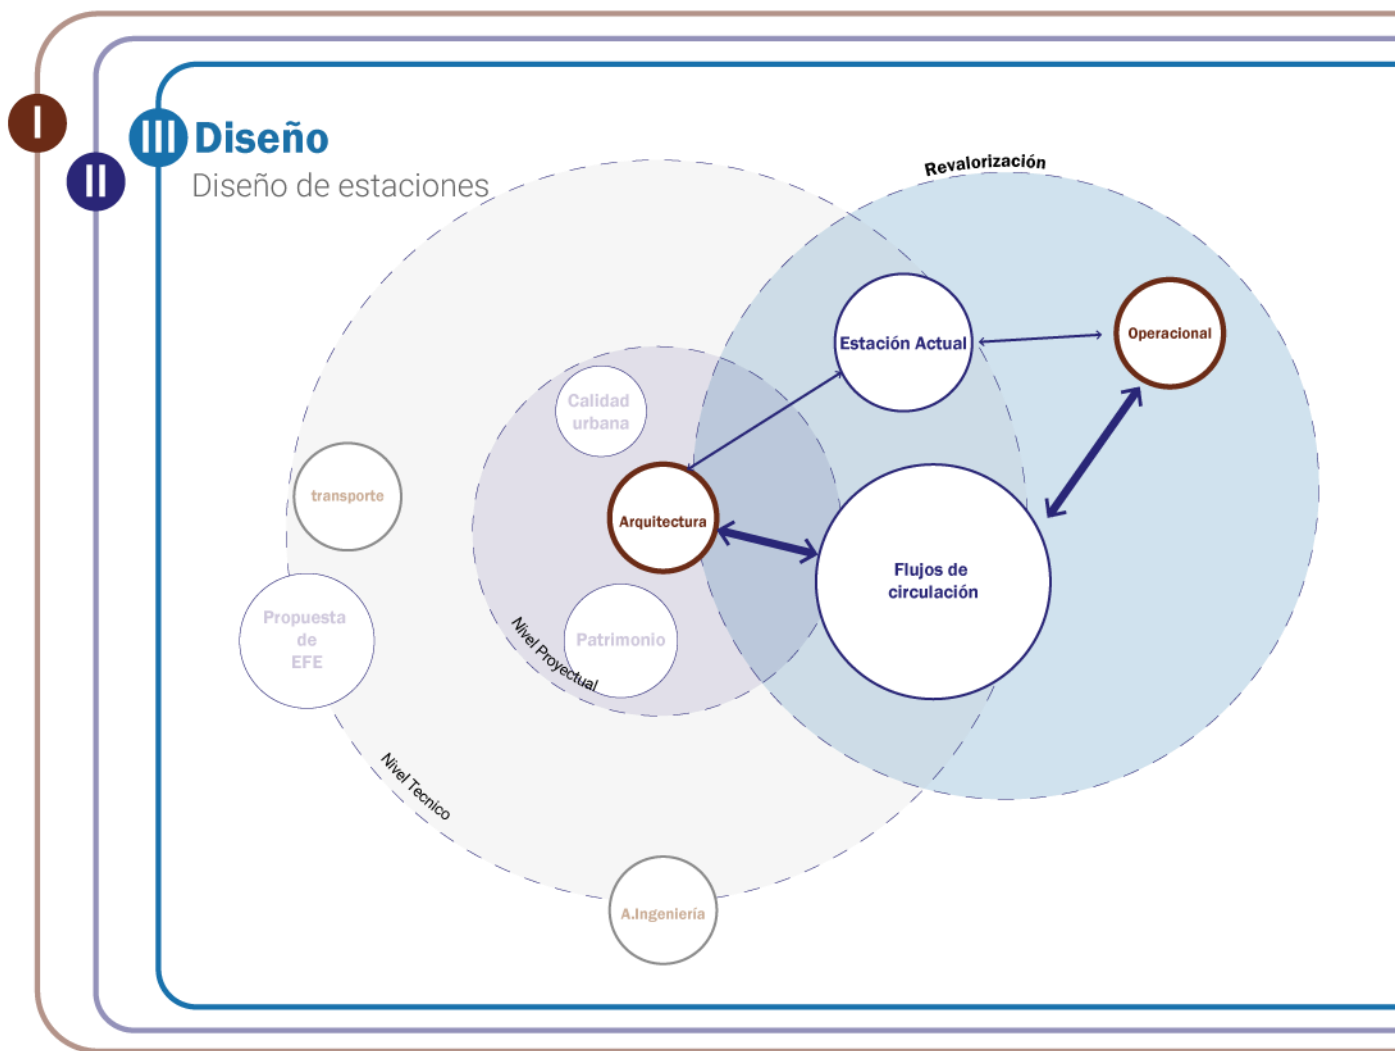 I
II
III Diseño
Diseño de estaciones
Revalorización
Estación Actual
Operacional
Calidad
urbana
transporte
Arquitectura
Flujos de
circulación
Propuesta
de
EFE
Patrimonio
Nivel Proyectual
Nivel Tecnico
A.Ingeniería